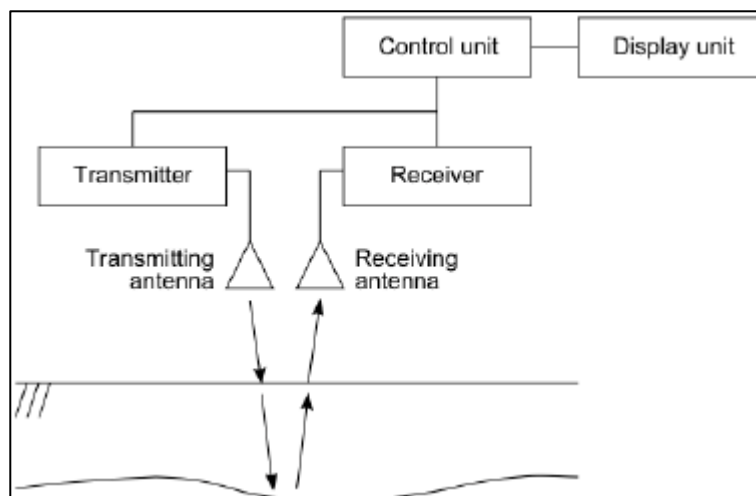 Control unit
Display unit
Transmitter
Receiver
Transmitting
antenna
Receiving
antenna